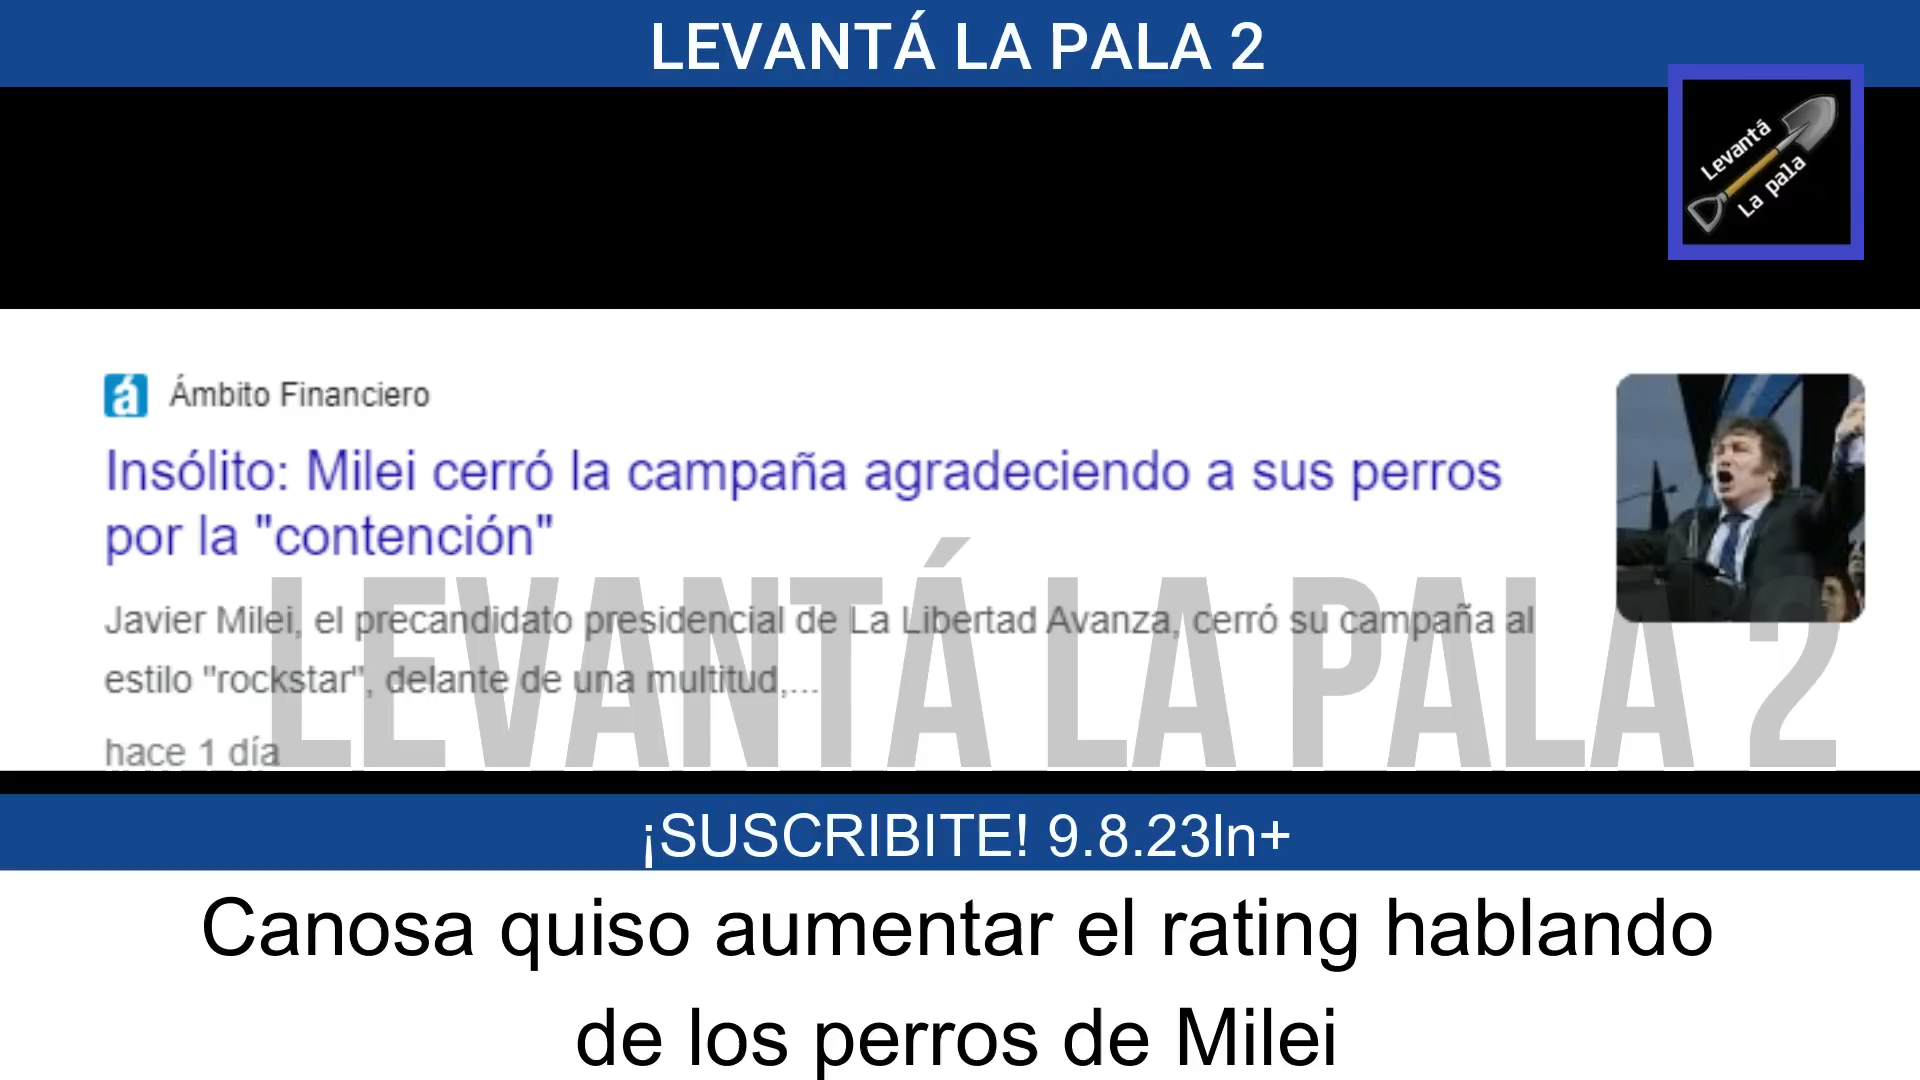 LEVANTÁ LA PALA 2
Levantá
La pala
Ámbito Financiero
Insólito: Milei cerró la campaña agradeciendo a sus perros
por la "contención"
Javier Milei, el precandidato presidencial de La Libertad Avanza, cerró su campaña al
estilo "rockstar", delante de una multitud,...
hace 1 día
LEVANTÁ LA PALA 2
¡SUSCRIBITE! 9.8.23ln+
Canosa quiso aumentar el rating hablando
de los perros de Milei